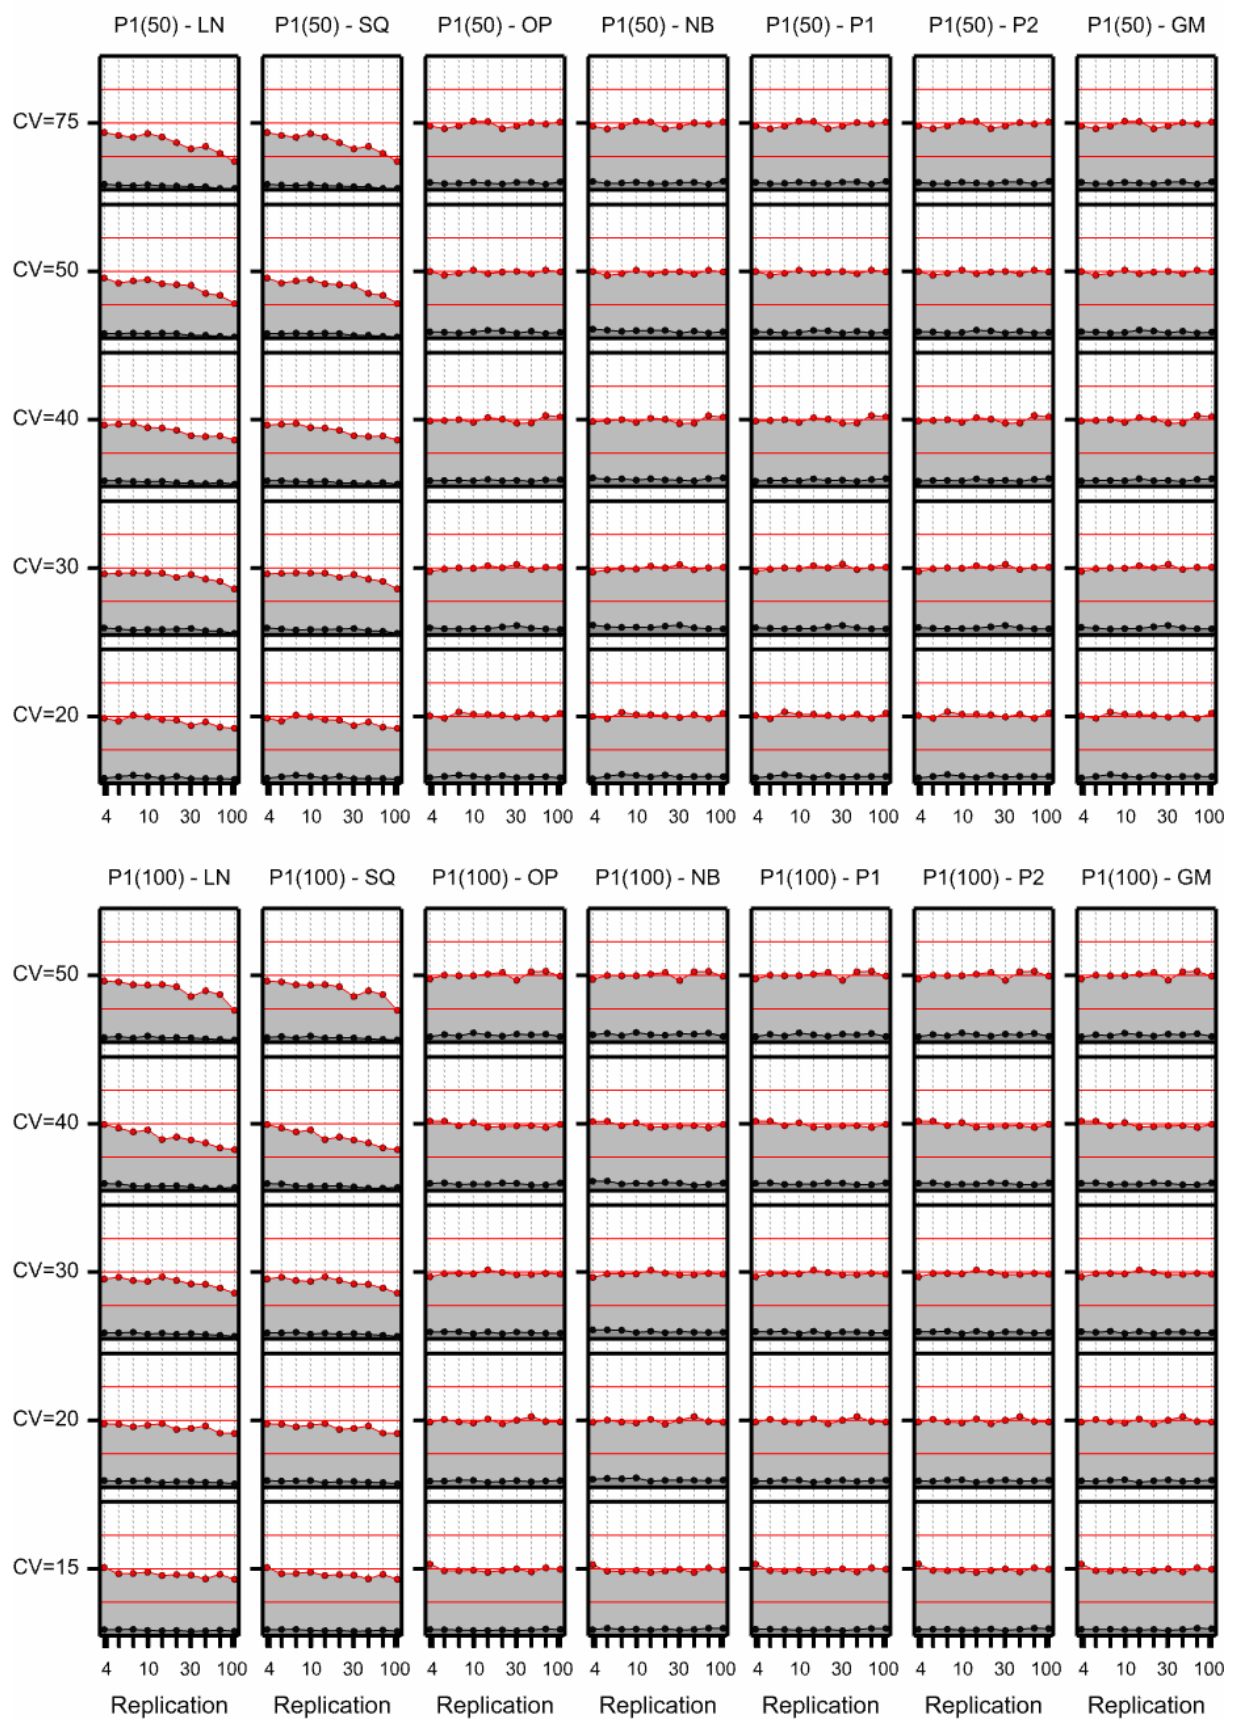 P1(50) - LN P1(50) - SQ P1(50) - OP P1(50) - NB P1(50) - P1 P1(50) - P2 P1(50) - GM
CV=75
CV=50
CV=40
CV=30
CV=20
4 10 30 100 4 10 30 100 4 10 30 100 4 10 30 100 4 10 30 100 4 10 30 100 4 10 30 100
P1(100) - LN P1(100) - SQ P1(100) - OP P1(100) - NB P1(100) - P1 P1(100) - P2 P1(100) - GM
CV=50
CV=40
CV=30
CV=20
CV=15
4 10 30 100 4 10 30 100 4 10 30 100 4 10 30 100 4 10 30 100 4 10 30 100 4 10 30 100
Replication Replication Replication Replication Replication Replication Replication